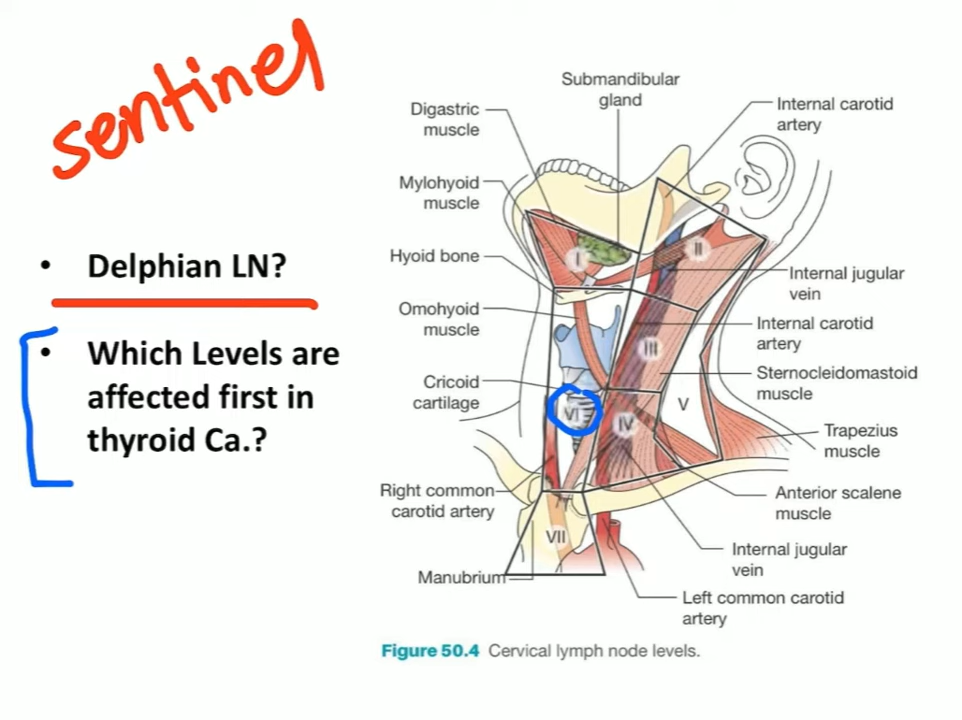 sentinel
• Delphian LN?
• Which Levels are
affected first in
thyroid Ca.?
Submandibular
gland
Digastric
muscle
Internal carotid
artery
Mylohyoid
muscle
Hyoid bone
Omohyoid
muscle
Cricoid
cartilage
Right common
carotid artery
Manubrium
I
II
III
IV
V
VI
VII
Internal jugular
vein
Internal carotid
artery
Sternocleidomastoid
muscle
Trapezius
muscle
Anterior scalene
muscle
Internal jugular
vein
Left common carotid
artery
Figure 50.4 Cervical lymph node levels.